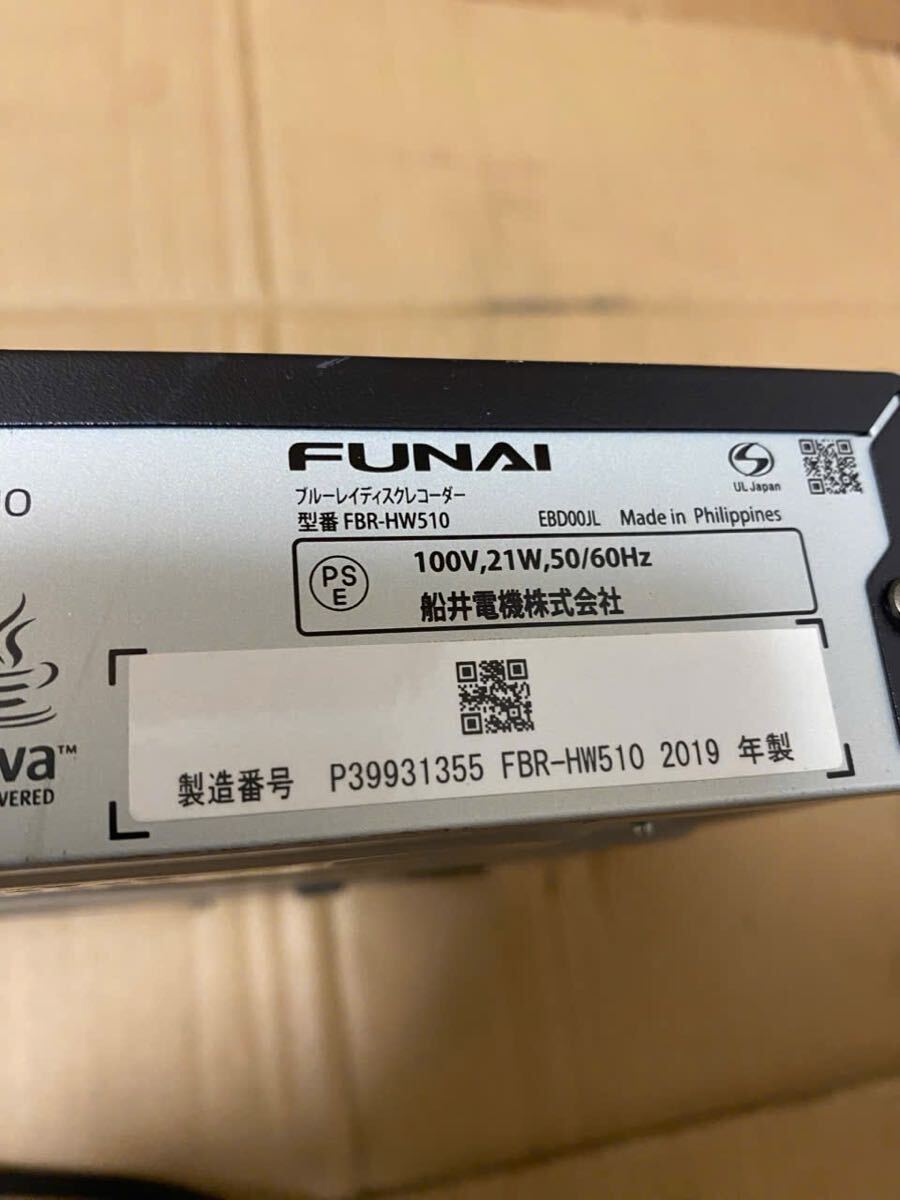 FUNAI
UL Japan
ブルーレイディスクレコーダー
型番 FBR-HW510 EBD00JL Made in Philippines
PS
E
100V,21W,50/60Hz
船井電機株式会社
製造番号 P39931355 FBR-HW510 2019 年製